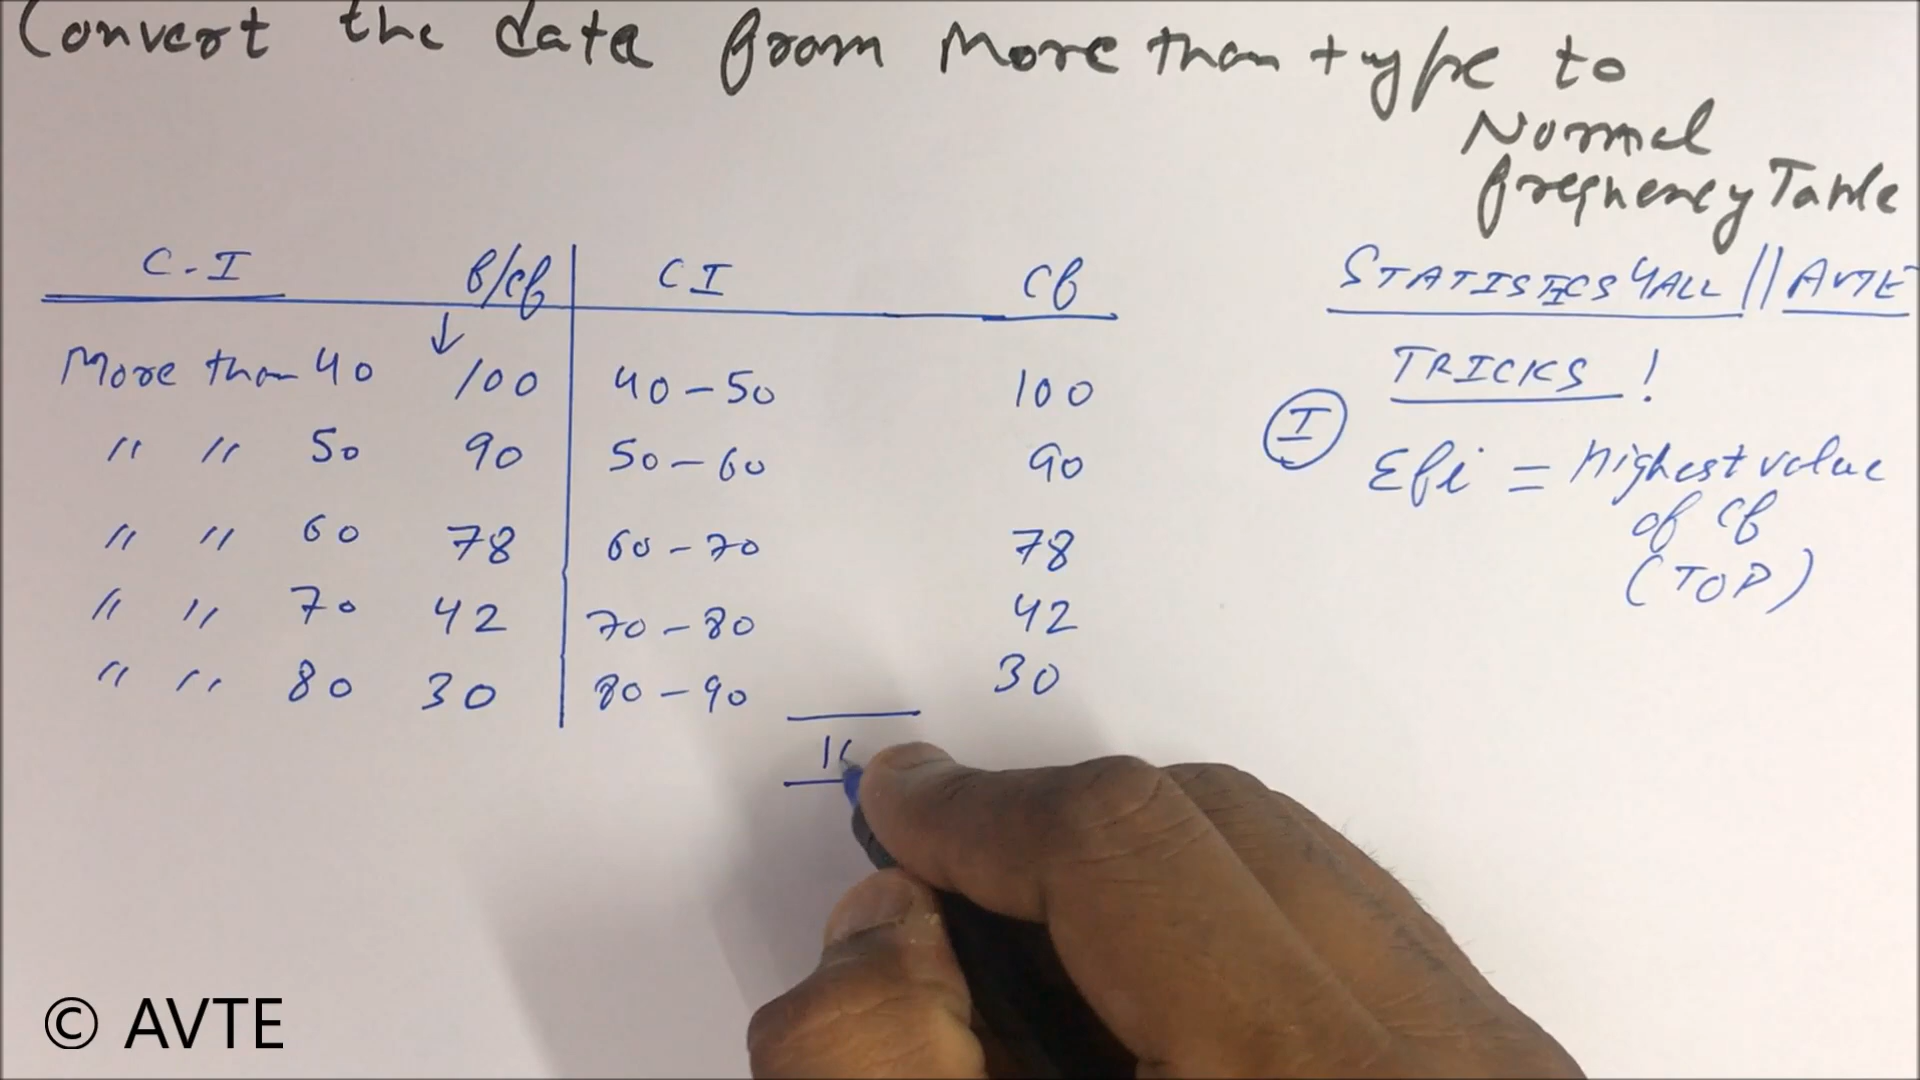 Convert the data from More than type to
Normal
frequency Table
C-I f/cf CI Cf
More than 40 100 40-50 100
" " 50 90 50-60 90
" " 60 78 60-70 78
" " 70 42 70-80 42
" " 80 30 80-90 30
STATISTICS4ALL || AVTE
TRICKS !
I Σfi = highest value
of Cf
(TOP)
© AVTE